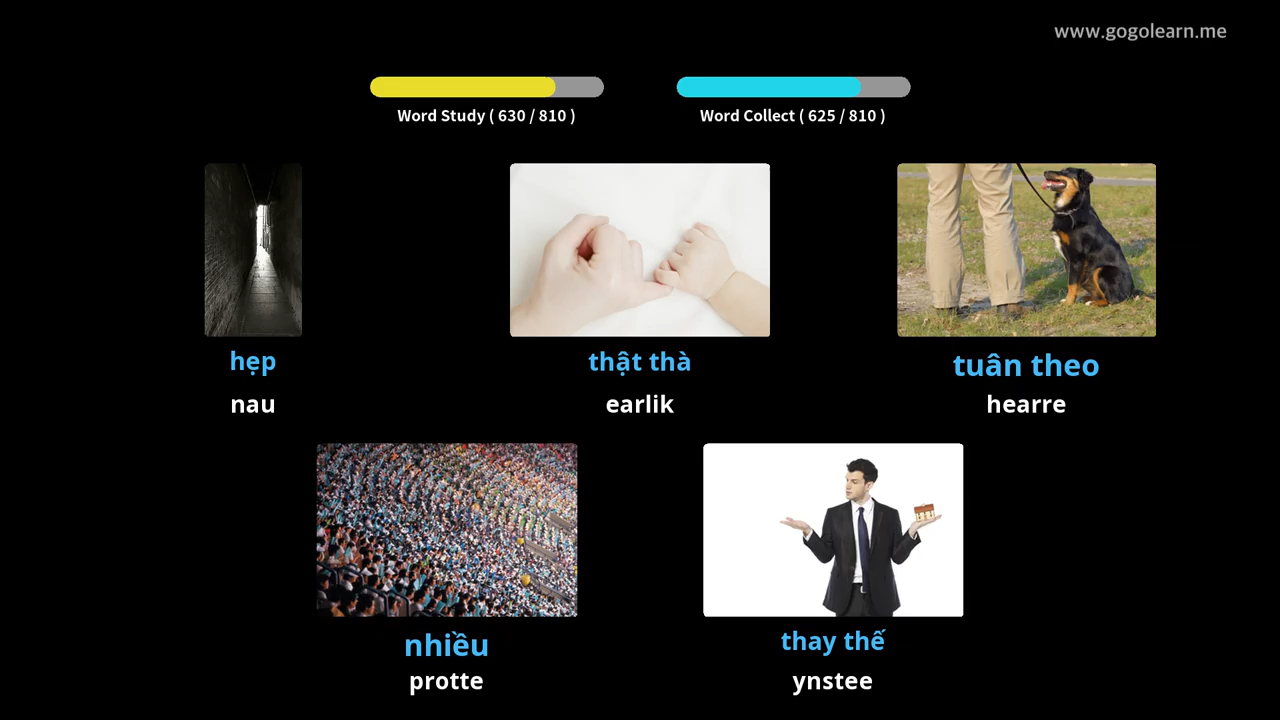 www.gogolearn.me
Word Study ( 630 / 810 )
Word Collect ( 625 / 810 )
hẹp
nau
thật thà
earlik
tuân theo
hearre
nhiều
protte
thay thế
ynstee